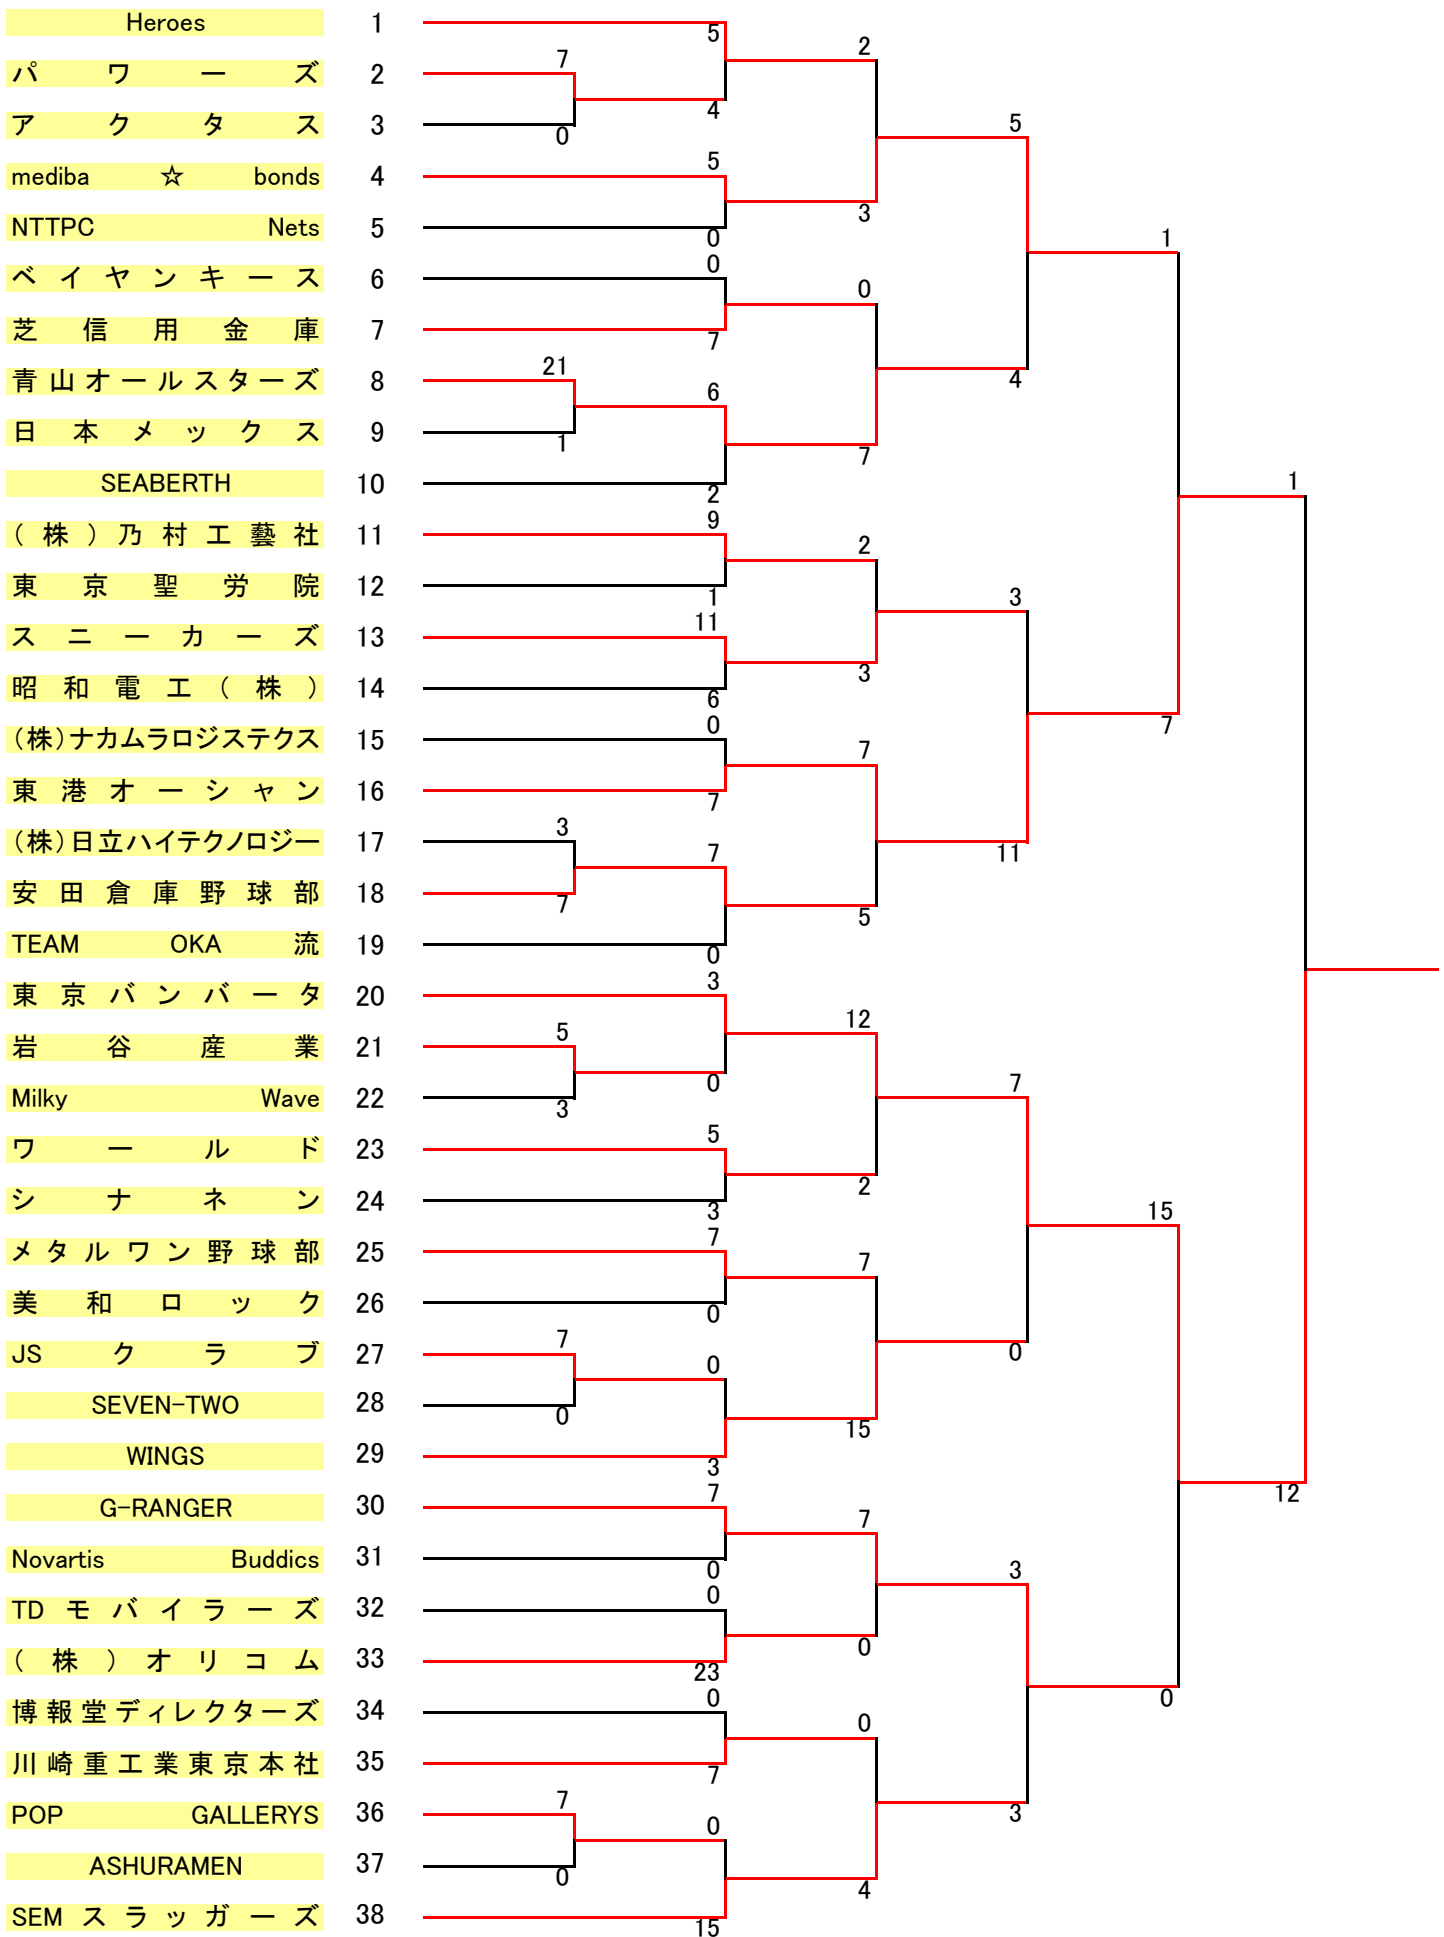 Heroes 1
パワーズ 2
アクタス 3
mediba ☆ bonds 4
NTTPC Nets 5
ベイヤンキース 6
芝信用金庫 7
青山オールスターズ 8
日本メックス 9
SEABERTH 10
(株)乃村工藝社 11
東京聖労院 12
スニーカーズ 13
昭和電工(株) 14
(株)ナカムラロジステクス 15
東港オーシャン 16
(株)日立ハイテクノロジー 17
安田倉庫野球部 18
TEAM OKA 流 19
東京バンバータ 20
岩谷産業 21
Milky Wave 22
ワールド 23
シナネン 24
メタルワン野球部 25
美和ロック 26
JSクラブ 27
SEVEN-TWO 28
WINGS 29
G-RANGER 30
Novartis Buddics 31
TDモバイラーズ 32
(株)オリコム 33
博報堂ディレクターズ 34
川崎重工業東京本社 35
POP GALLERYS 36
ASHURAMEN 37
SEMスラッガーズ 38
7
0
21
1
3
7
5
3
7
0
7
0
5
4
5
0
0
7
6
2
9
1
11
6
0
7
7
0
3
0
5
3
7
0
0
3
7
0
0
23
0
7
0
15
2
3
0
7
2
3
7
5
12
2
7
15
7
0
0
4
5
4
3
11
7
0
3
3
1
7
15
0
1
12